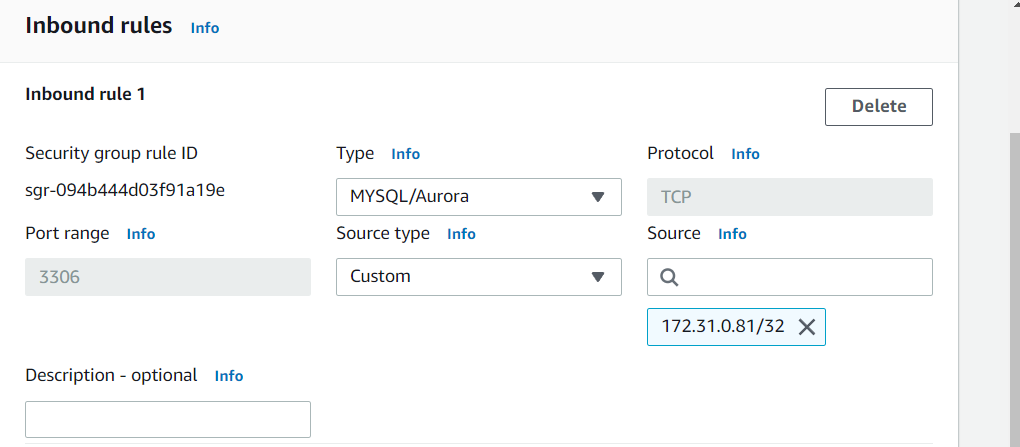 Inbound rules Info
Inbound rule 1
Delete
Security group rule ID
sgr-094b444d03f91a19e
Type Info
MYSQL/Aurora
Protocol Info
TCP
Port range Info
3306
Source type Info
Custom
Source Info
172.31.0.81/32
Description - optional Info